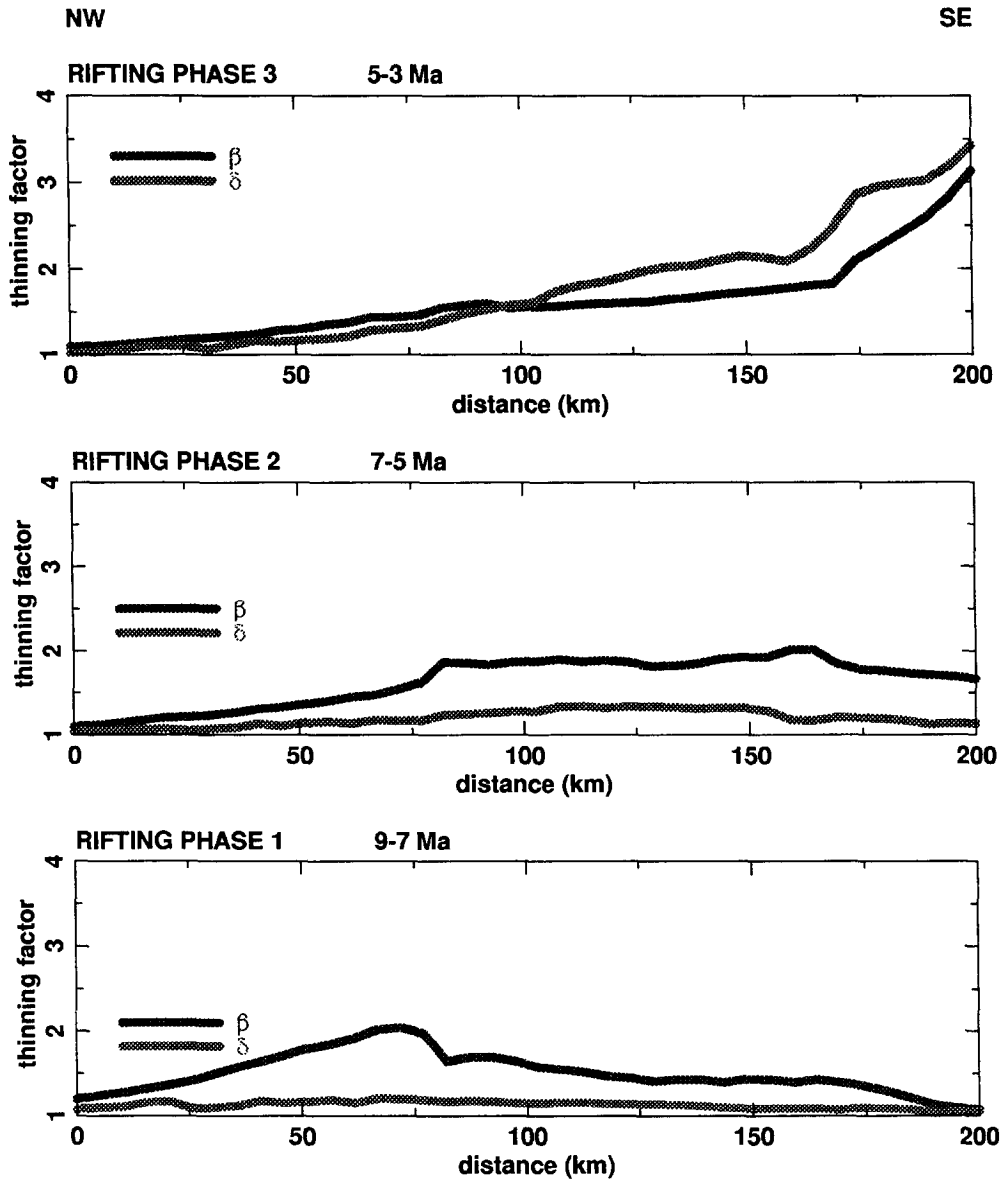 NW SE
RIFTING PHASE 3 5-3 Ma
4
3
2
1
thinning factor
β
δ
0 50 100 150 200
distance (km)
RIFTING PHASE 2 7-5 Ma
4
3
2
1
thinning factor
β
δ
0 50 100 150 200
distance (km)
RIFTING PHASE 1 9-7 Ma
4
3
2
1
thinning factor
β
δ
0 50 100 150 200
distance (km)